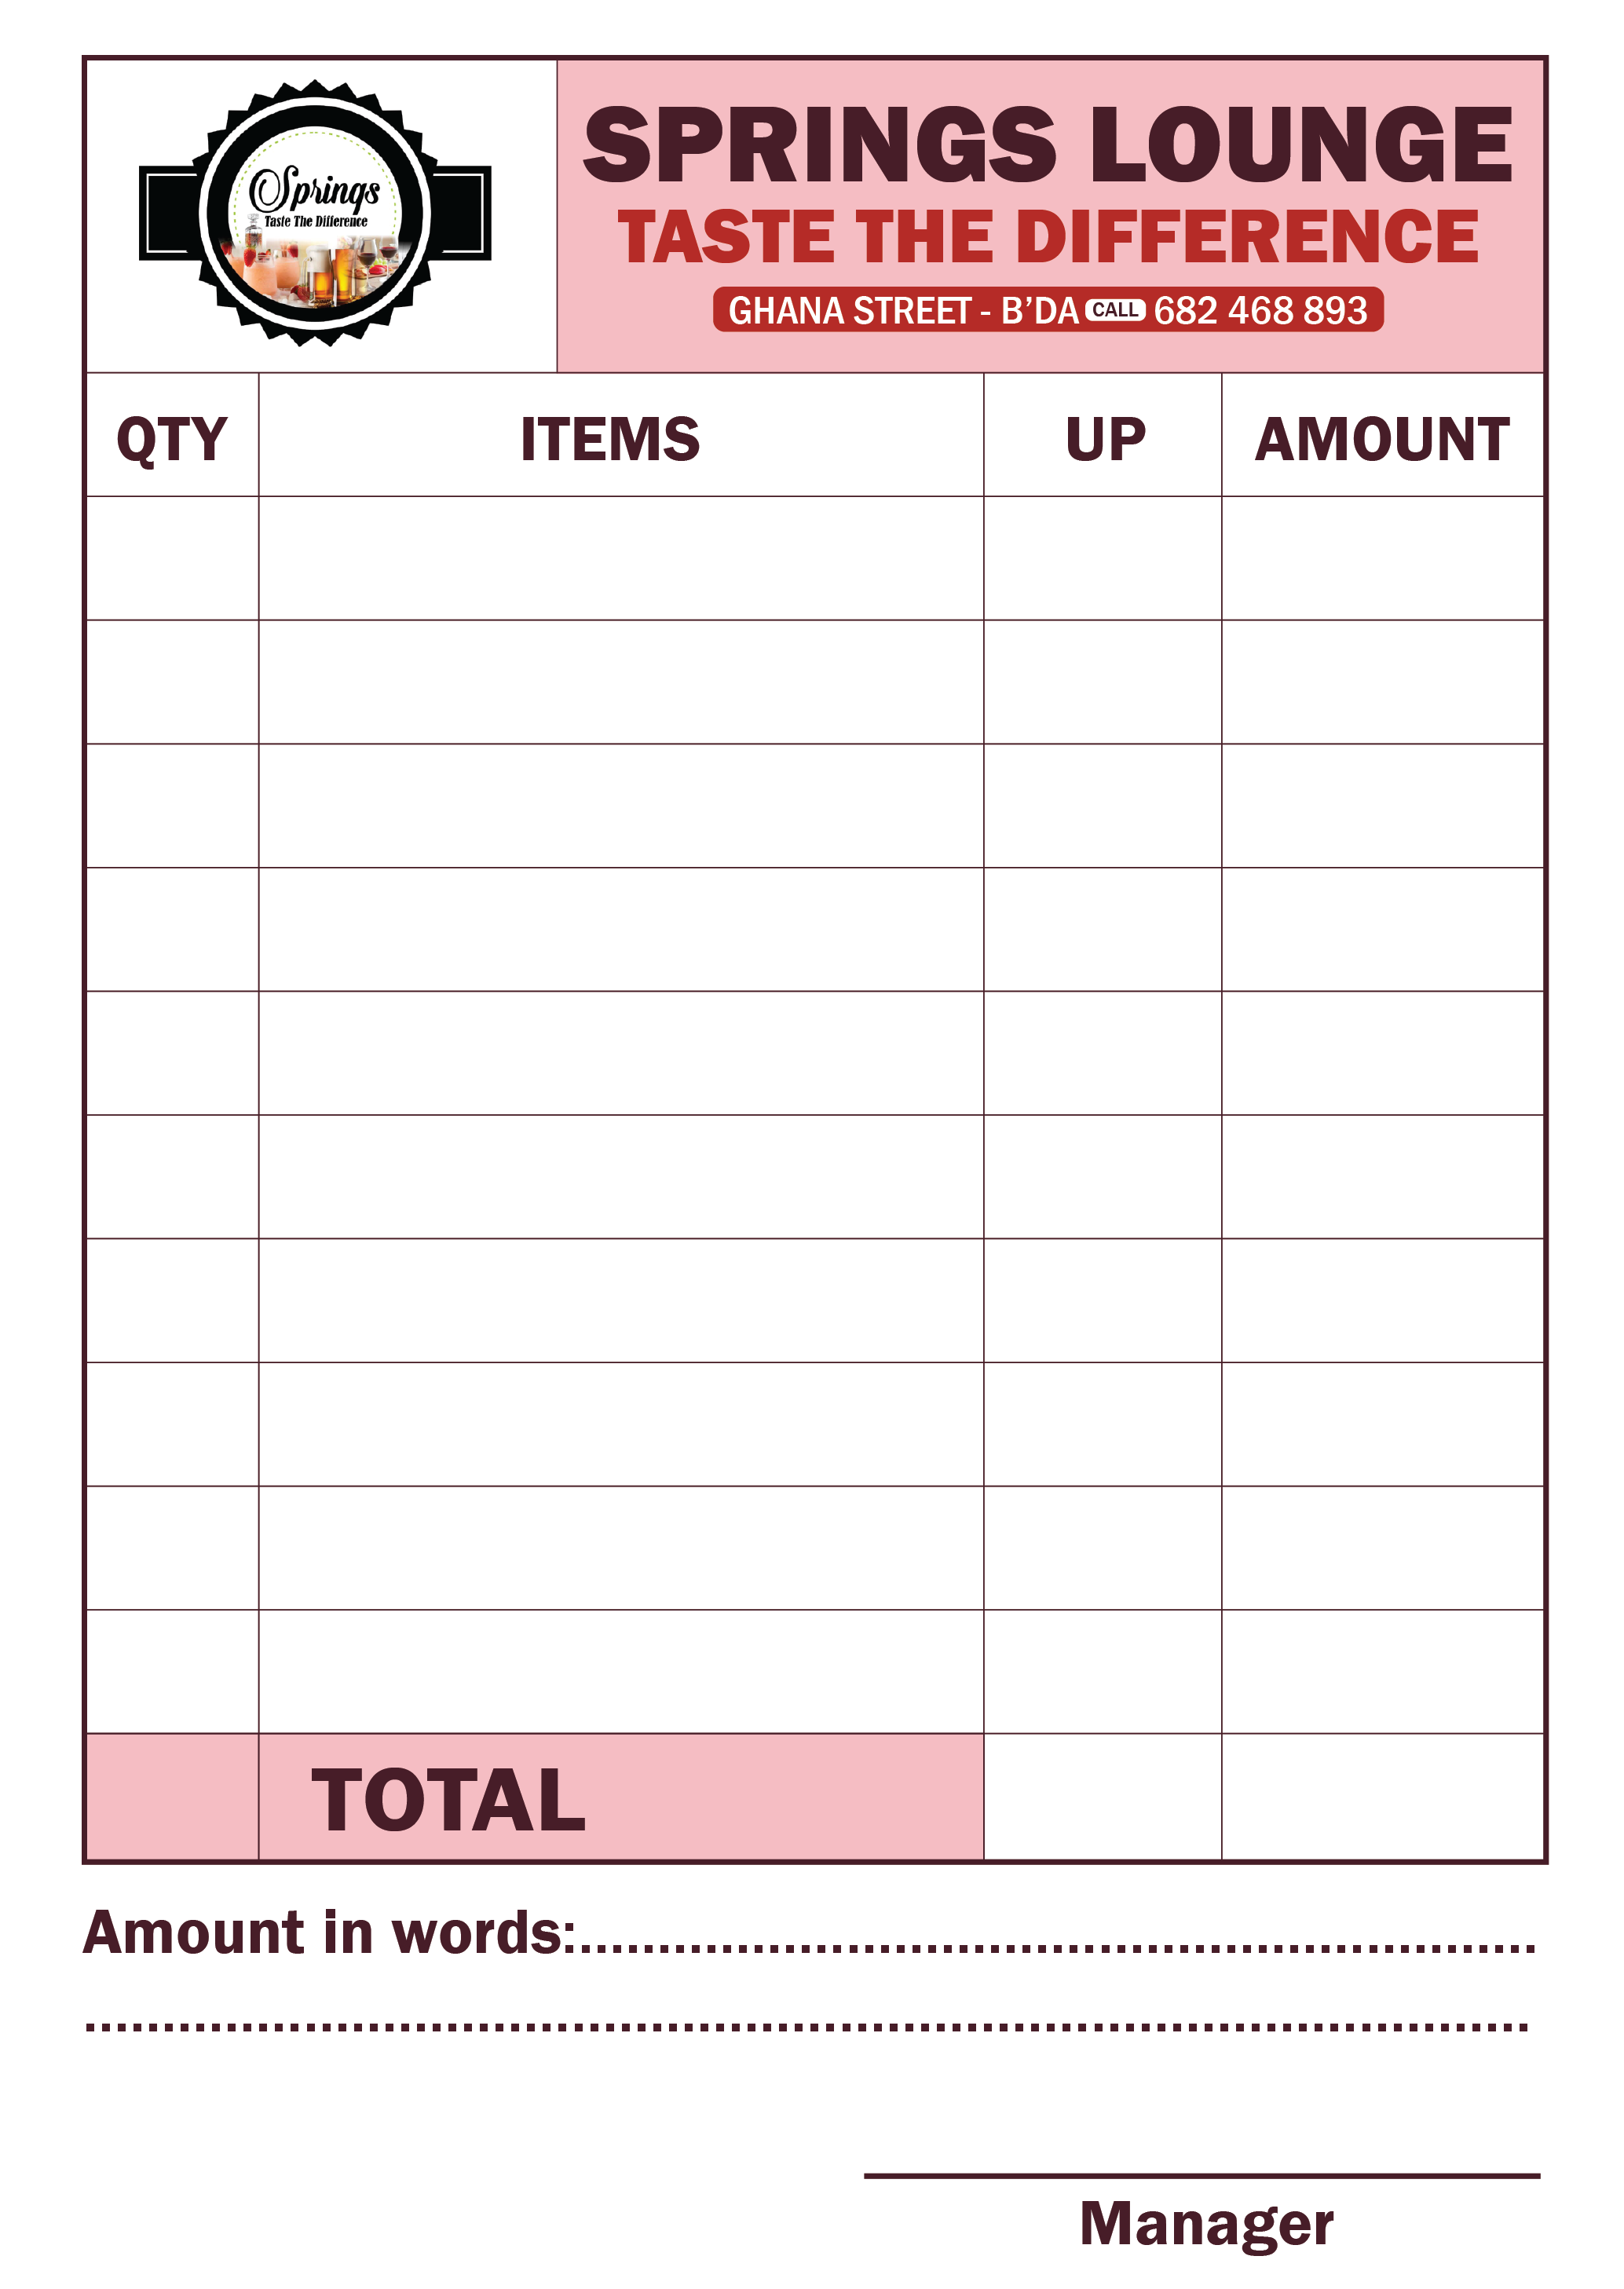 Springs
Taste The Difference
SPRINGS LOUNGE
TASTE THE DIFFERENCE
GHANA STREET - B’DA CALL 682 468 893
QTY ITEMS UP AMOUNT
TOTAL
Amount in words:............................................................
............................................................................................
Manager